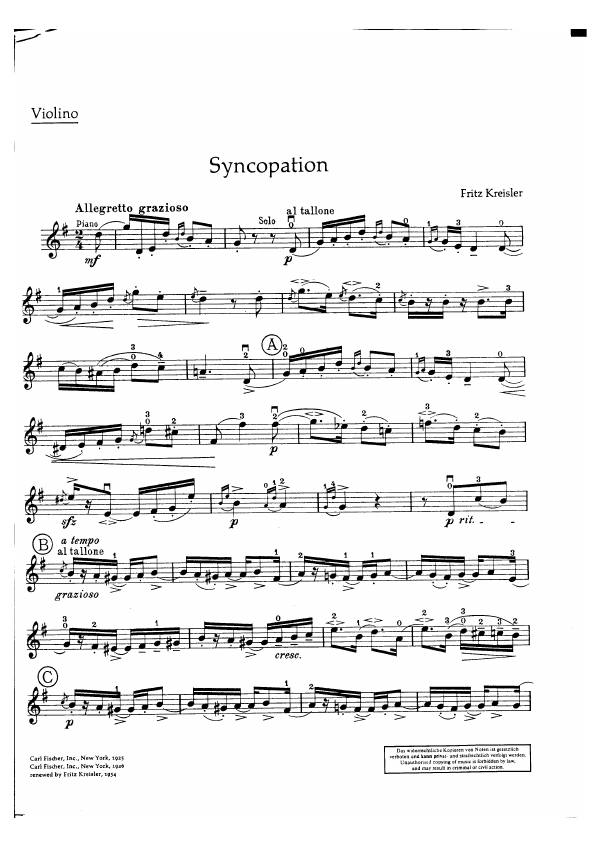 Violino
Syncopation
Fritz Kreisler
Allegretto grazioso
Piano
Solo
al tallone
mf
p
A
p
sfz
p
p rit.
B
a tempo
al tallone
grazioso
cresc.
C
p
Carl Fischer, Inc., New York, 1925
Carl Fischer, Inc., New York, 1926
renewed by Fritz Kreisler, 1954
Das widerrechtliche Kopieren von Noten ist gesetzlich
verboten und kann privat- und strafrechtlich verfolgt werden.
Unauthorised copying of music is forbidden by law,
and may result in criminal or civil action.